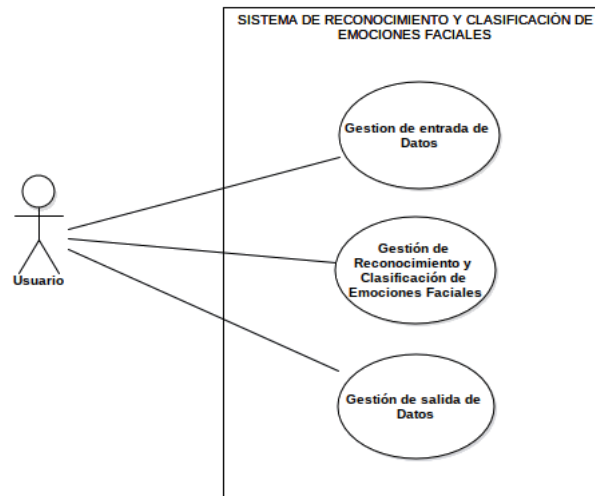 SISTEMA DE RECONOCIMIENTO Y CLASIFICACIÓN DE
EMOCIONES FACIALES
Gestion de entrada de
Datos
Gestión de
Reconocimiento y
Clasificación de
Emociones Faciales
Usuario
Gestión de salida de
Datos